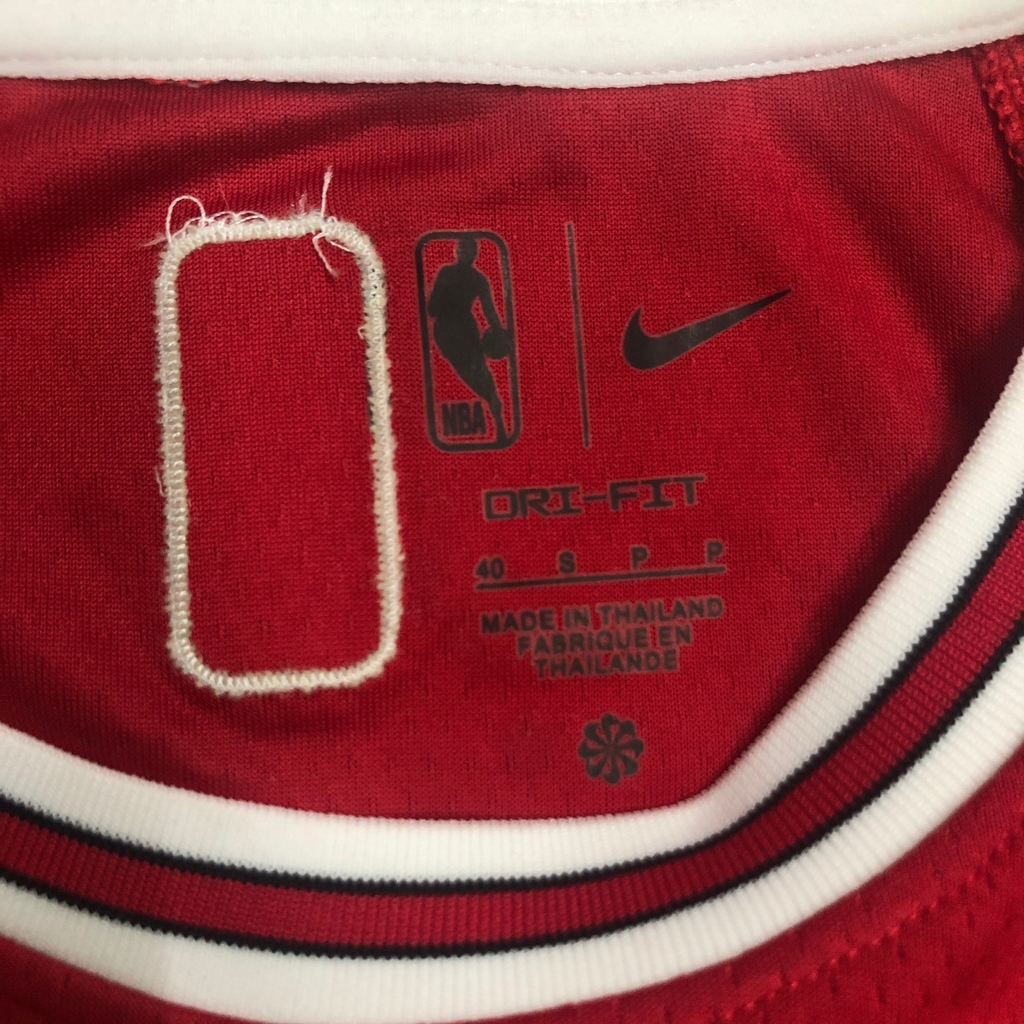 NBA
DRI-FIT
40 S P P
MADE IN THAILAND
FABRIQUE EN
THAILANDE